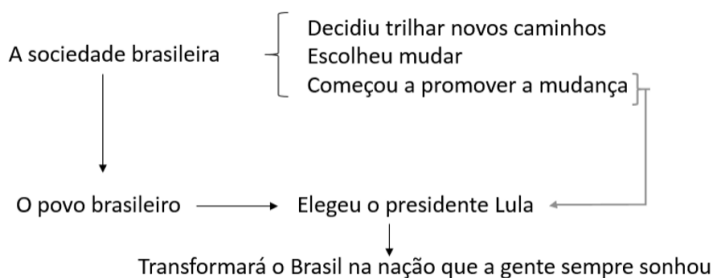 A sociedade brasileira
Decidiu trilhar novos caminhos
Escolheu mudar
Começou a promover a mudança
O povo brasileiro
Elegeu o presidente Lula
Transformará o Brasil na nação que a gente sempre sonhou